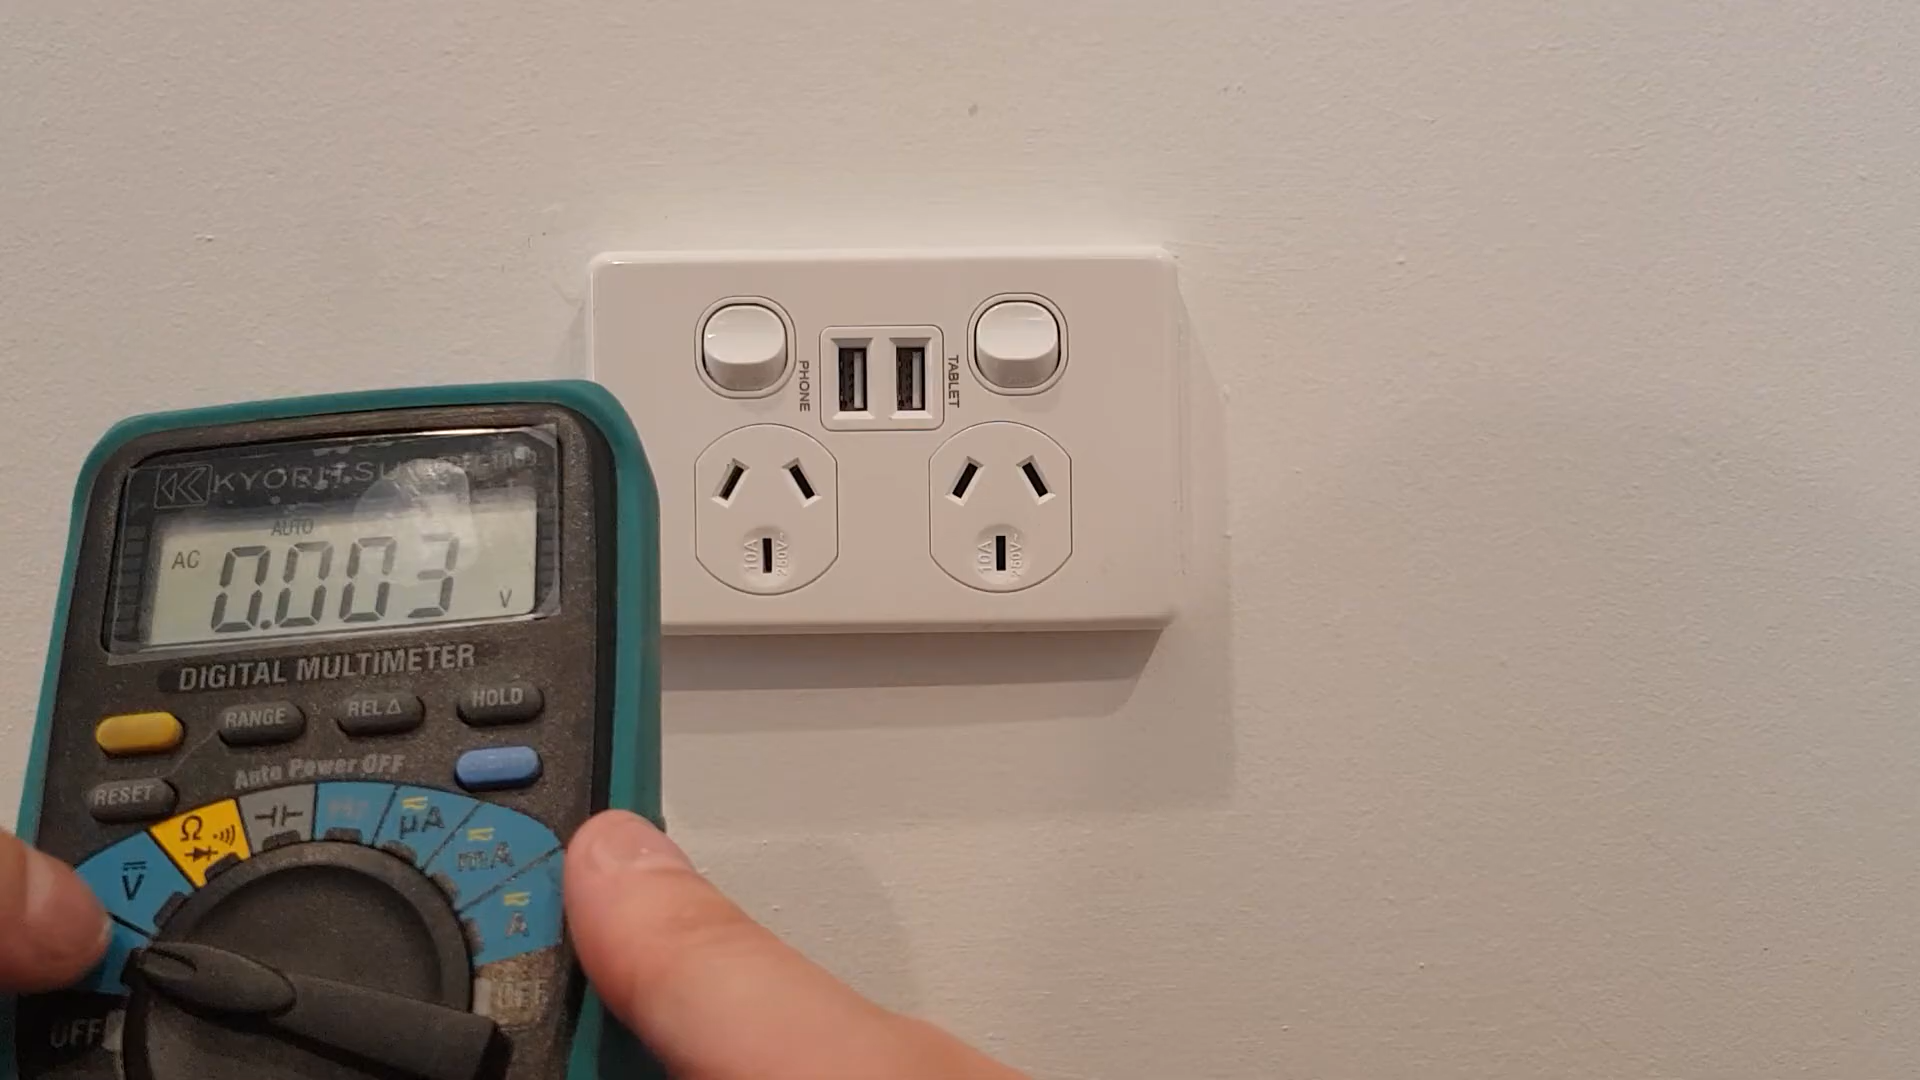 PHONE
TABLET
10A
250V~
10A
250V~
KYORITSU
AUTO
AC
0.003
V
DIGITAL MULTIMETER
RANGE
REL Δ
HOLD
Auto Power OFF
RESET
Ω
µA
mA
V
A
OFF
OFF